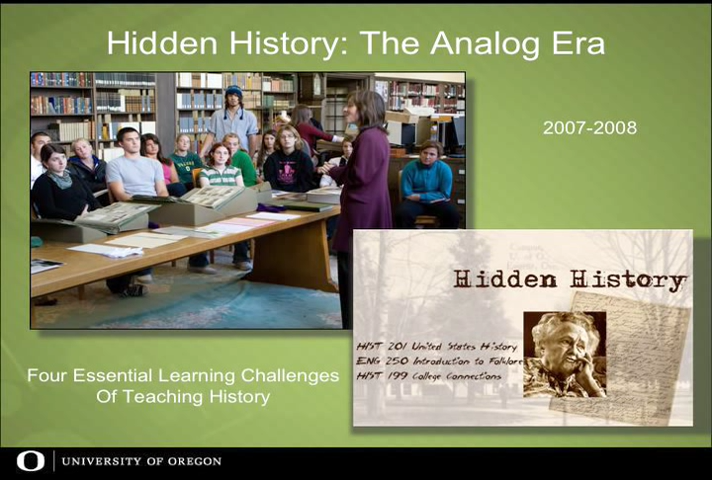 Hidden History: The Analog Era
2007-2008
Hidden History
HIST 201 United States History
ENG 250 Introduction to Folklore
HIST 199 College Connections
Four Essential Learning Challenges
Of Teaching History
O UNIVERSITY OF OREGON